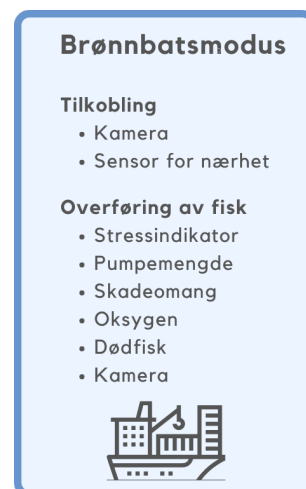 Brønnbatsmodus
Tilkobling
• Kamera
• Sensor for nærhet
Overføring av fisk
• Stressindikator
• Pumpemengde
• Skadeomang
• Oksygen
• Dødfisk
• Kamera